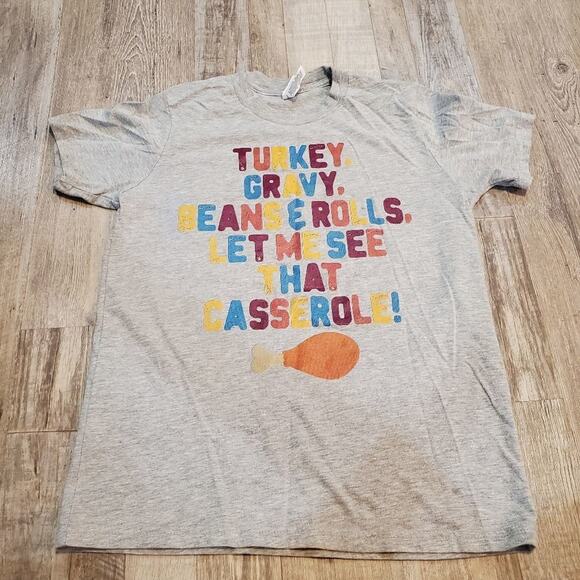 TURKEY,
GRAVY,
BEANS & ROLLS,
LET ME SEE
THAT
CASSEROLE!